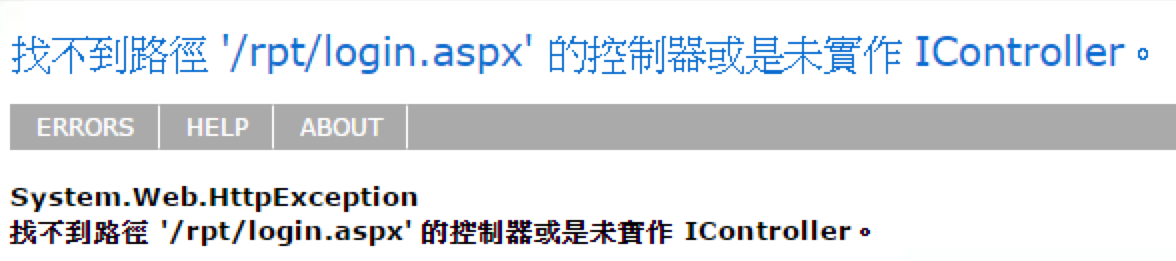 找不到路徑 '/rpt/login.aspx' 的控制器或是未實作 IController。
ERRORS HELP ABOUT
System.Web.HttpException
找不到路徑 '/rpt/login.aspx' 的控制器或是未實作 IController。